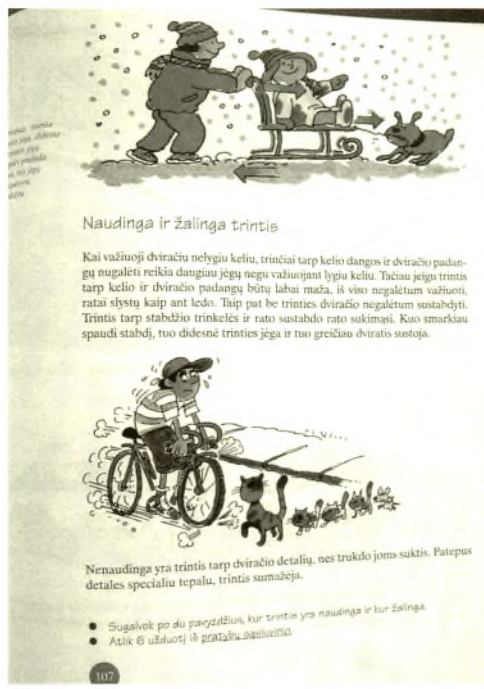 Naudinga ir žalinga trintis
Kai važiuoji dviračiu nelygiu keliu, trinčiai tarp kelio dangos ir dviračio padan-
gų nugalėti reikia daugiau jėgų negu važiuojant lygiu keliu. Tačiau jeigu trintis
tarp kelio ir dviračio padangų būtų labai maža, iš viso negalėtum važiuoti,
ratai slystų kaip ant ledo. Taip pat be trinties dviračio negalėtum sustabdyti.
Trintis tarp stabdžio trinkelės ir rato sustabdo rato sukimąsi. Kuo smarkiau
spaudi stabdį, tuo didesnė trinties jėga ir tuo greičiau dviratis sustoja.
Nenaudinga yra trintis tarp dviračio detalių, nes trukdo joms suktis. Patepus
detales specialiu tepalu, trintis sumažėja.
● Sugalvok po du pavyzdžius, kur trintis yra naudinga ir kur žalinga.
● Atlik 6 užduotį iš pratybų sąsiuvinio.
107